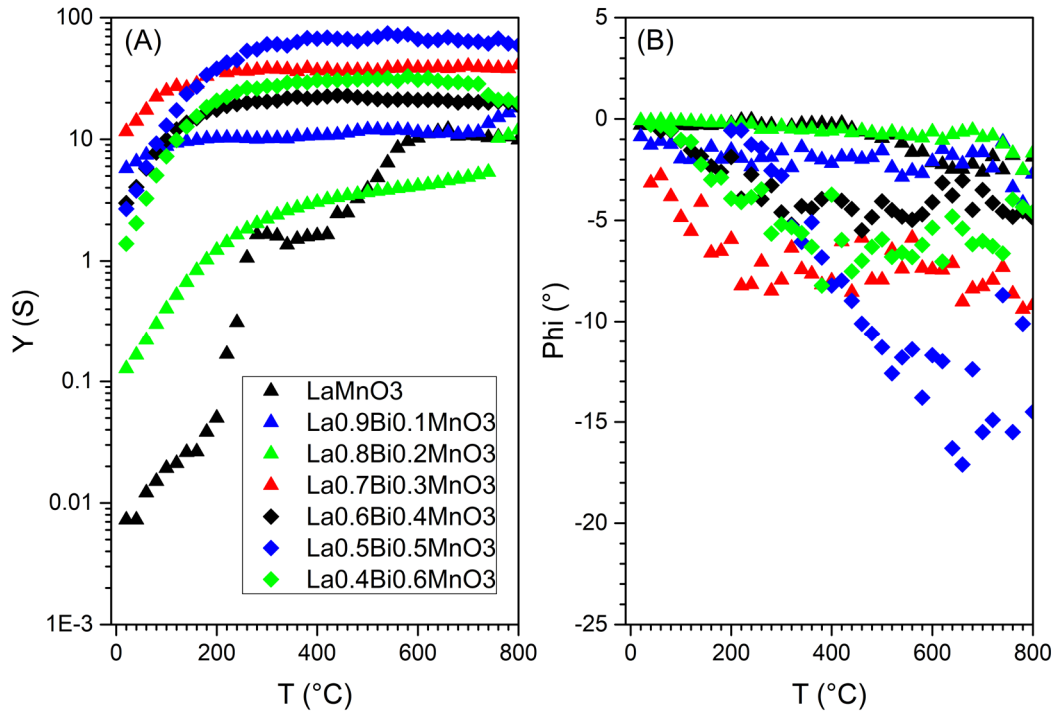 (A)
100
10
1
0.1
0.01
1E-3
Y (S)
0
200
400
600
800
T (°C)
LaMnO3
La0.9Bi0.1MnO3
La0.8Bi0.2MnO3
La0.7Bi0.3MnO3
La0.6Bi0.4MnO3
La0.5Bi0.5MnO3
La0.4Bi0.6MnO3
(B)
5
0
-5
-10
-15
-20
-25
Phi (°)
0
200
400
600
800
T (°C)